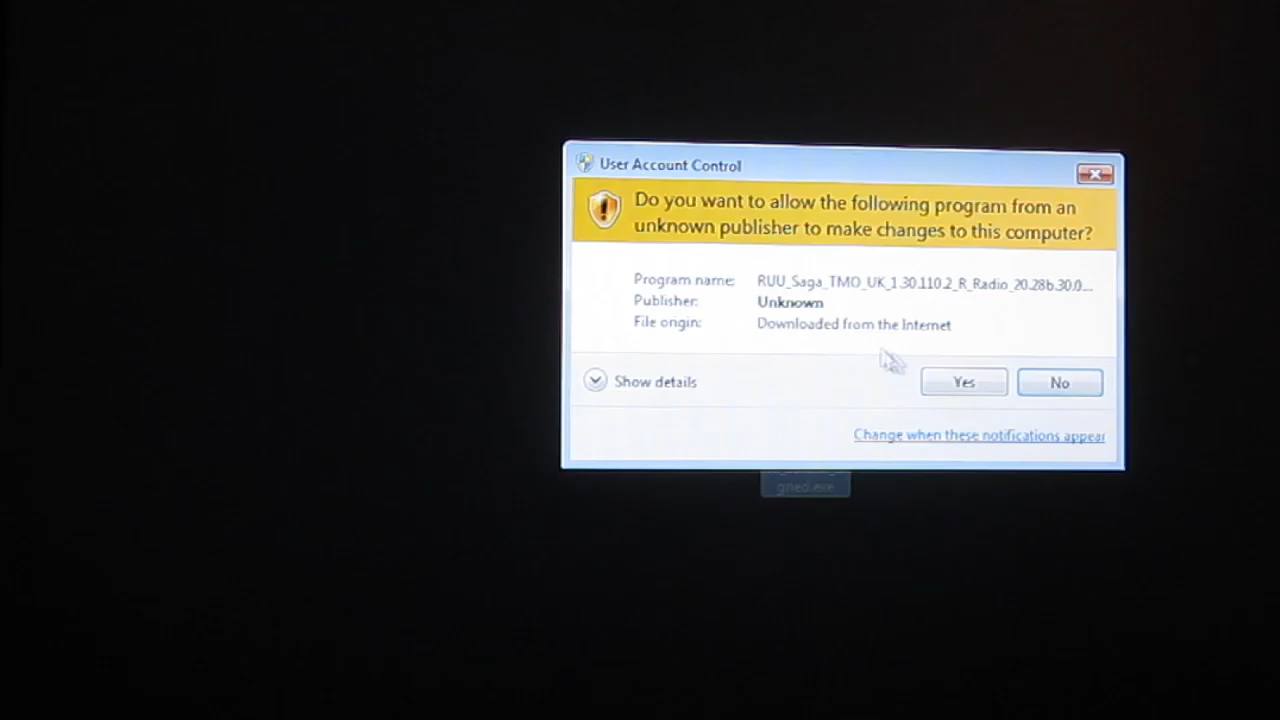 User Account Control
Do you want to allow the following program from an
unknown publisher to make changes to this computer?
Program name: RUU_Saga_TMO_UK_1.30.110.2_R_Radio_20.28b.30.0...
Publisher: Unknown
File origin: Downloaded from the Internet
Show details
Yes No
Change when these notifications appear
gned.exe